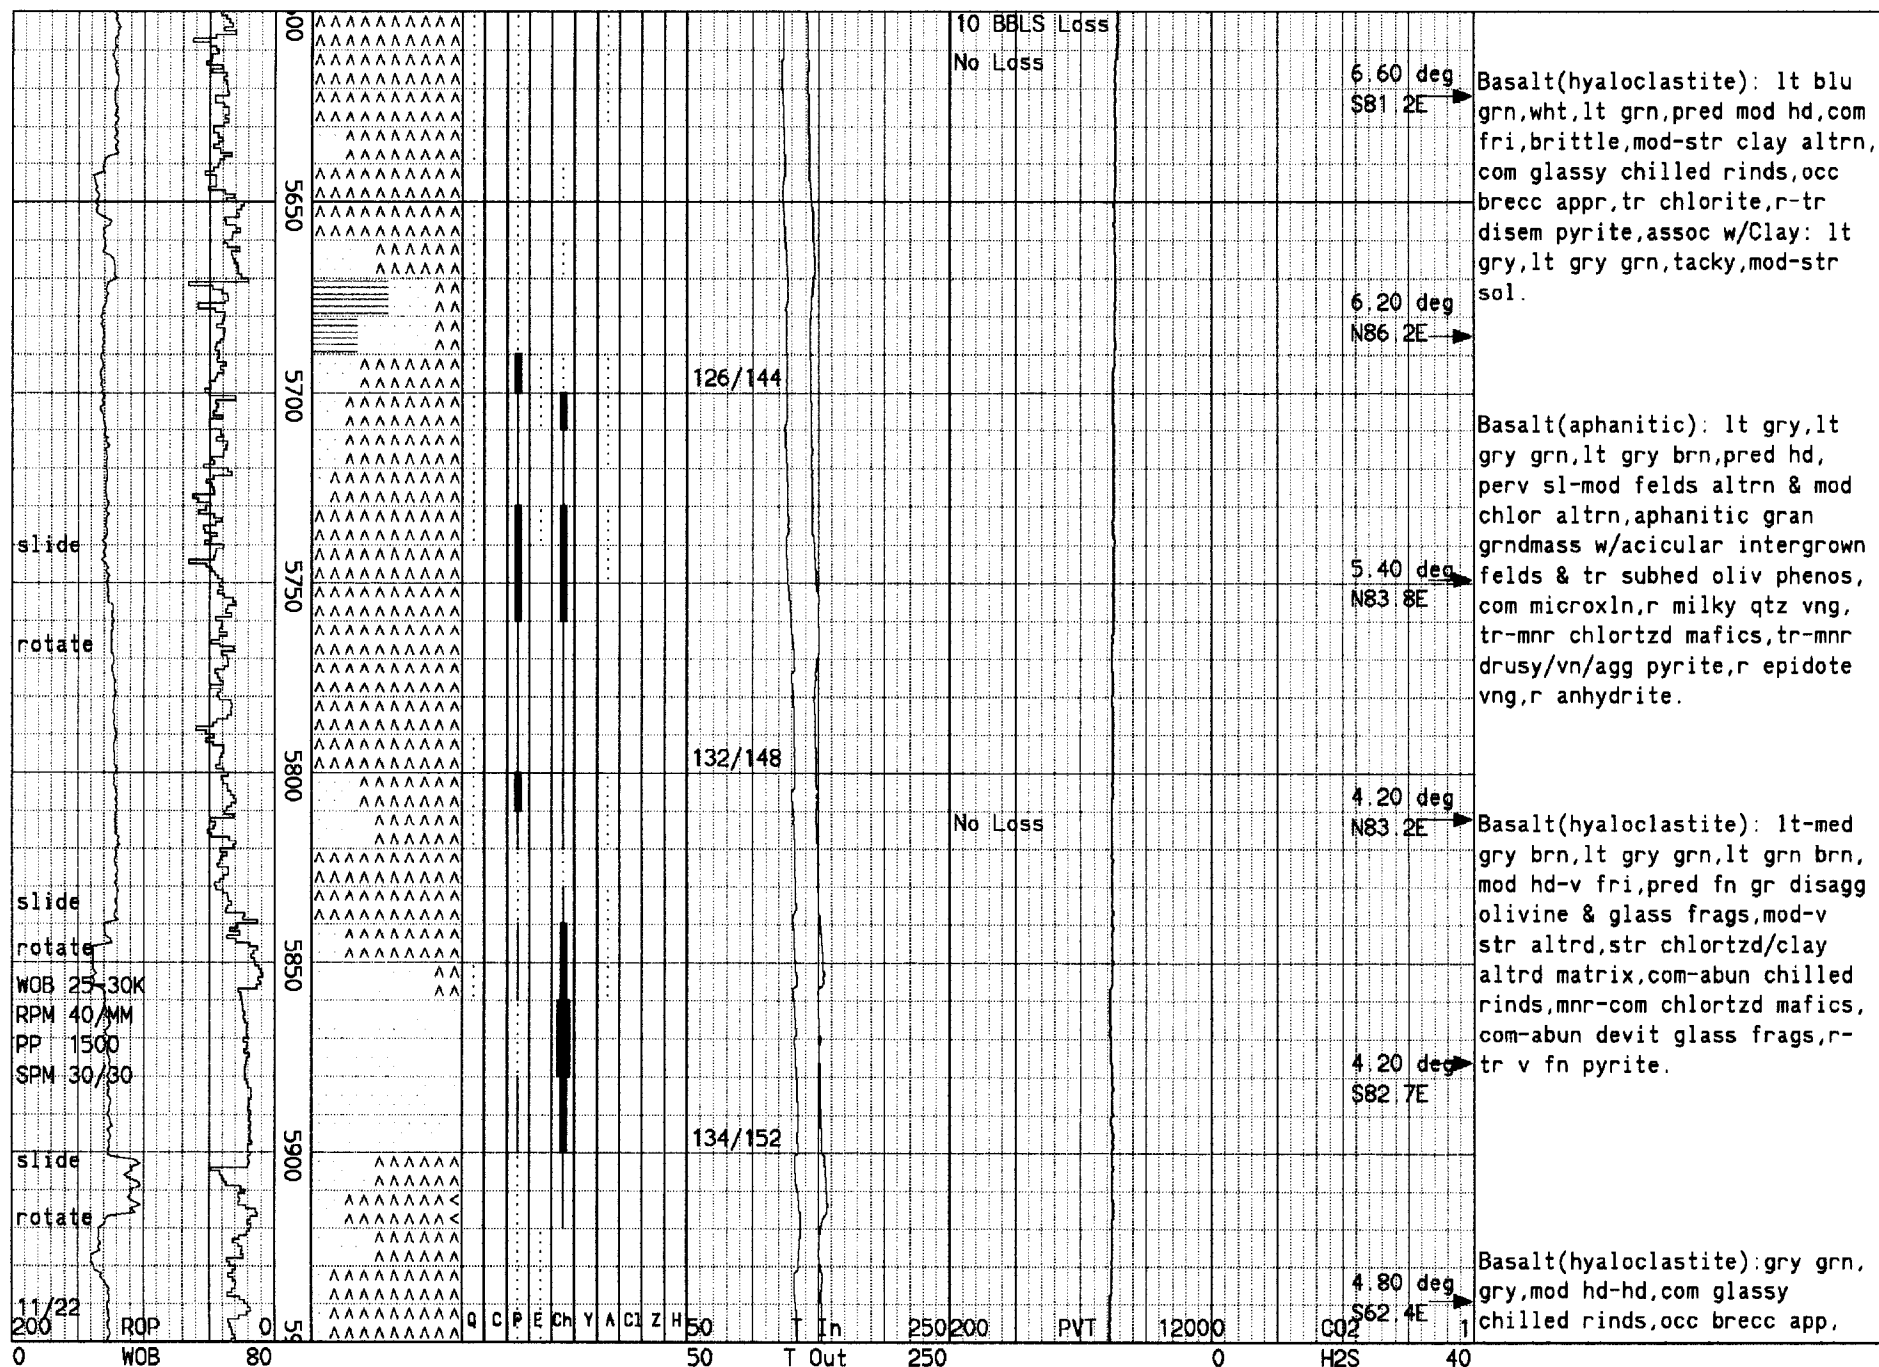 00
10 BBLS Loss
No Loss
6.60 deg
S81.2E
Basalt(hyaloclastite): lt blu
grn,wht,lt grn,pred mod hd,com
fri,brittle,mod-str clay altrn,
com glassy chilled rinds,occ
brecc appr,tr chlorite,r-tr
disem pyrite,assoc w/Clay: lt
gry,lt gry grn,tacky,mod-str
sol.
5650
6.20 deg
N86.2E
126/144
5700
Basalt(aphanitic): lt gry,lt
gry grn,lt gry brn,pred hd,
perv sl-mod felds altrn & mod
chlor altrn,aphanitic gran
grndmass w/acicular intergrown
felds & tr subhed oliv phenos,
com microxln,r milky qtz vng,
tr-mnr chlortzd mafics,tr-mnr
drusy/vn/agg pyrite,r epidote
vng,r anhydrite.
slide
5750
5.40 deg
N83.8E
rotate
132/148
5800
4.20 deg
N83.2E
No Loss
Basalt(hyaloclastite): lt-med
gry brn,lt gry grn,lt grn brn,
mod hd-v fri,pred fn gr disagg
olivine & glass frags,mod-v
str altrd,str chlortzd/clay
altrd matrix,com-abun chilled
rinds,mnr-com chlortzd mafics,
com-abun devit glass frags,r-
tr v fn pyrite.
slide
rotate
5850
WOB 25-30K
RPM 40/MM
PP 1500
SPM 30/30
4.20 deg
S82.7E
134/152
5900
slide
rotate
4.80 deg
S62.4E
Basalt(hyaloclastite):gry grn,
gry,mod hd-hd,com glassy
chilled rinds,occ brecc app,
11/22
59
200 ROP 0
Q C P E Ch Y A Cl Z H
50 T In 250
200 PVT 1200
0 CO2 1
0 WOB 80
50 T Out 250
0 H2S 40